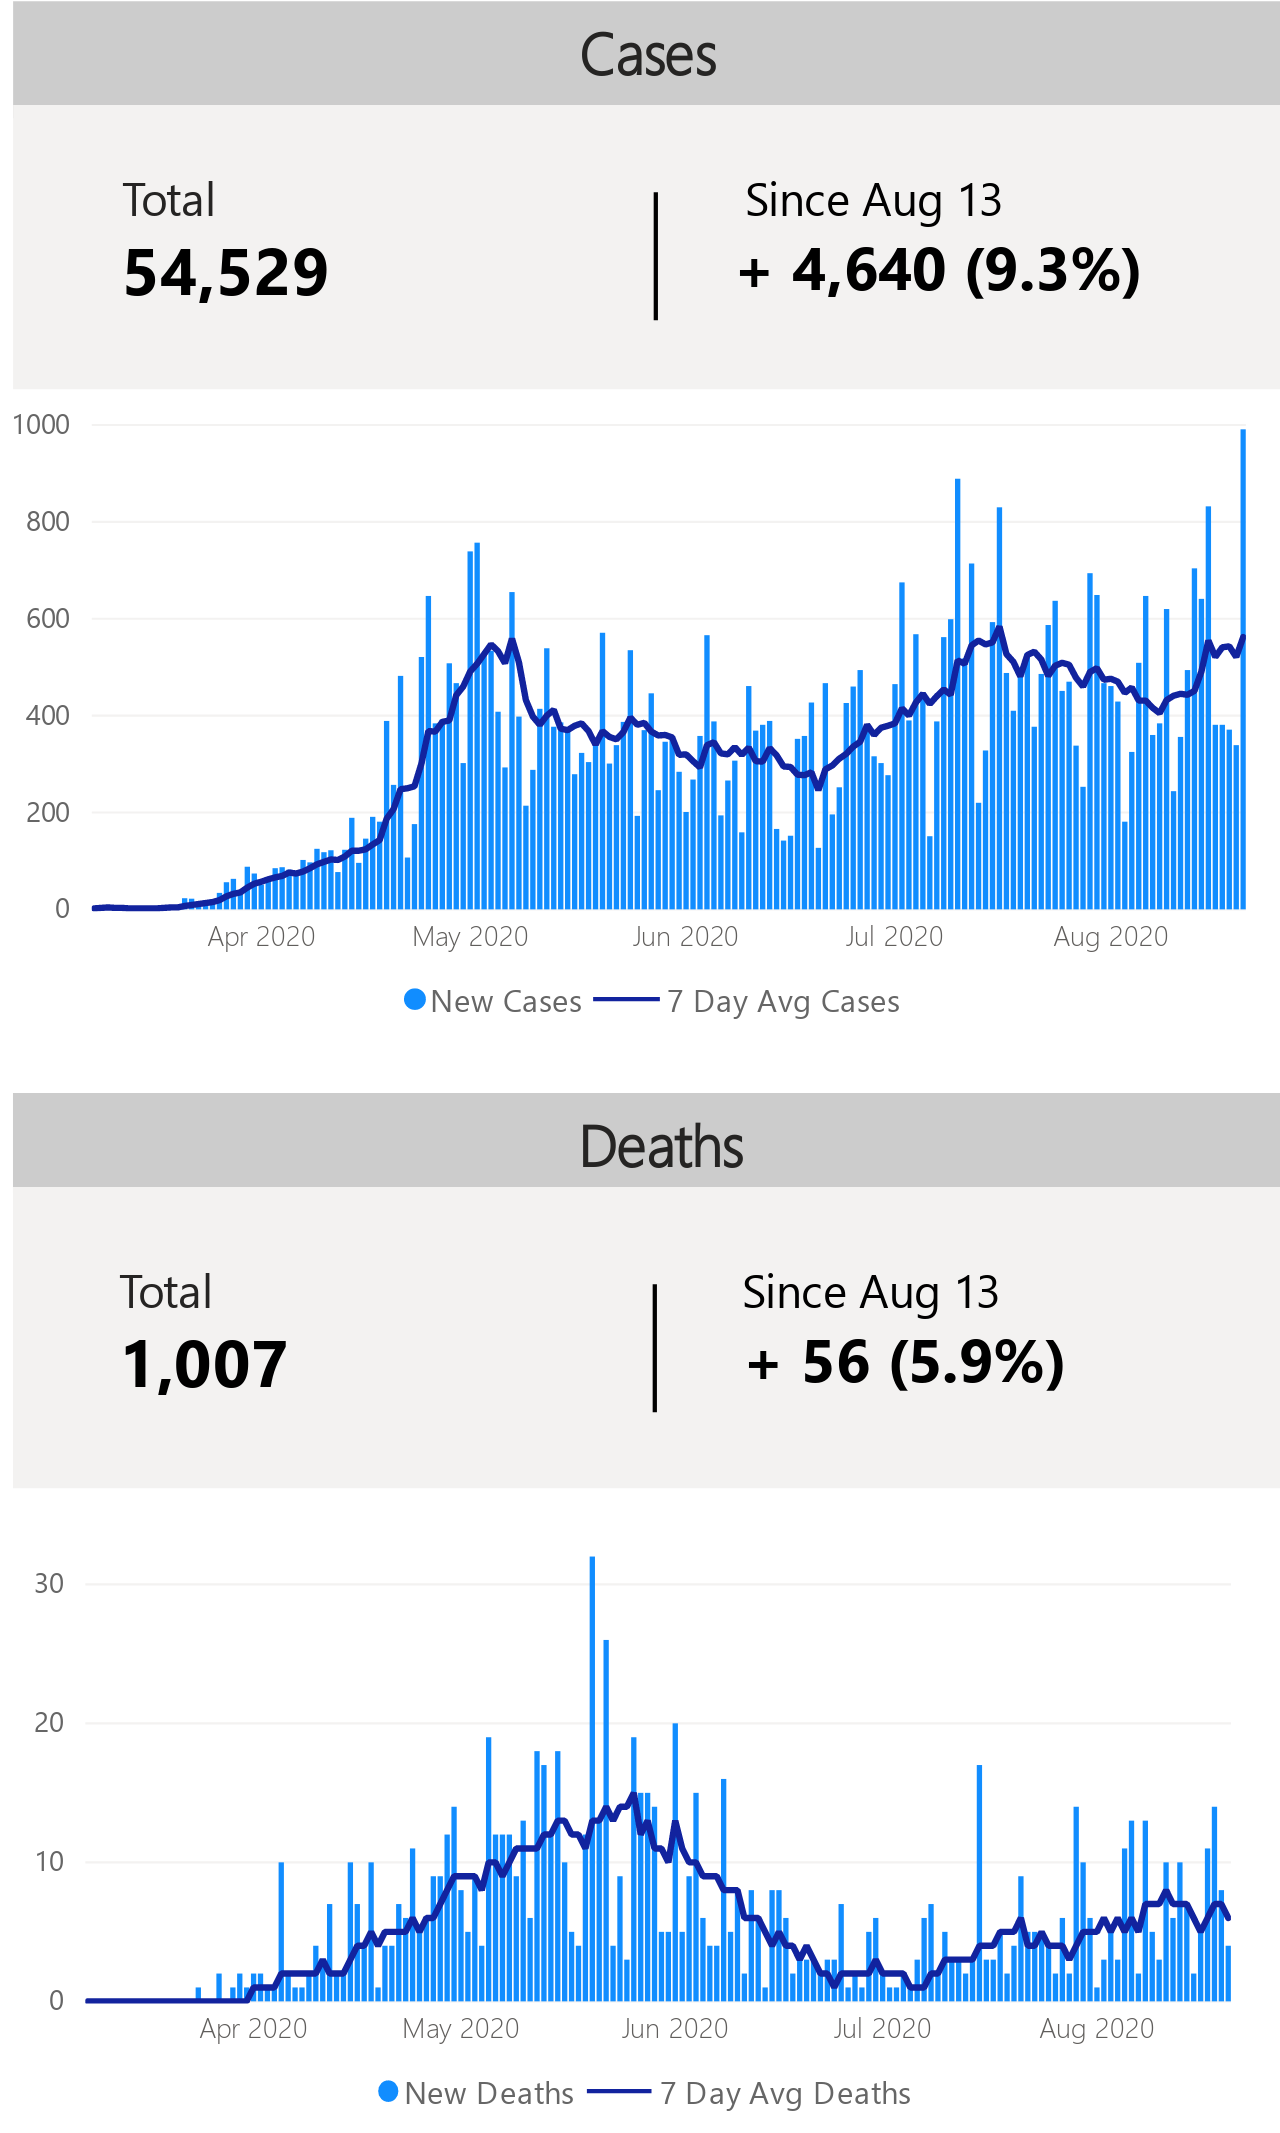 Cases
Total
Since Aug 13
54,529
+ 4,640 (9.3%)
1000
800
600
400
200
0
Apr 2020
May 2020
Jun 2020
Jul 2020
Aug 2020
New Cases
7 Day Avg Cases
Deaths
Total
Since Aug 13
1,007
+ 56 (5.9%)
30
20
10
0
Apr 2020
May 2020
Jun 2020
Jul 2020
Aug 2020
New Deaths
7 Day Avg Deaths